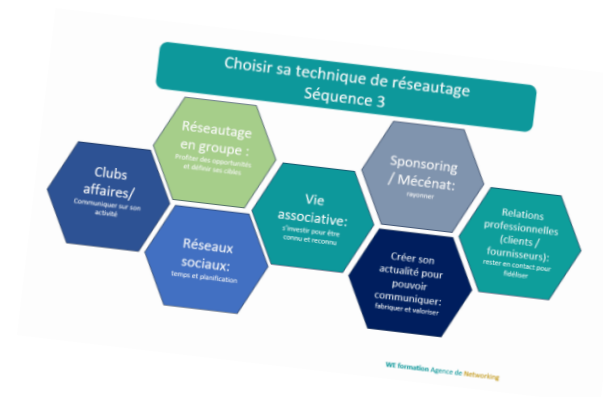 Choisir sa technique de réseautage
Séquence 3
Réseautage
en groupe :
Profiter des opportunités
et définir ses cibles
Clubs
affaires/
Communiquer sur son
activité
Réseaux
sociaux:
temps et planification
Vie
associative:
s'investir pour être
connu et reconnu
Sponsoring
/ Mécénat:
rayonner
Créer son
actualité pour
pouvoir
communiquer:
fabriquer et valoriser
Relations
professionnelles
(clients /
fournisseurs):
rester en contact pour
fidéliser
WE formation Agence de Networking